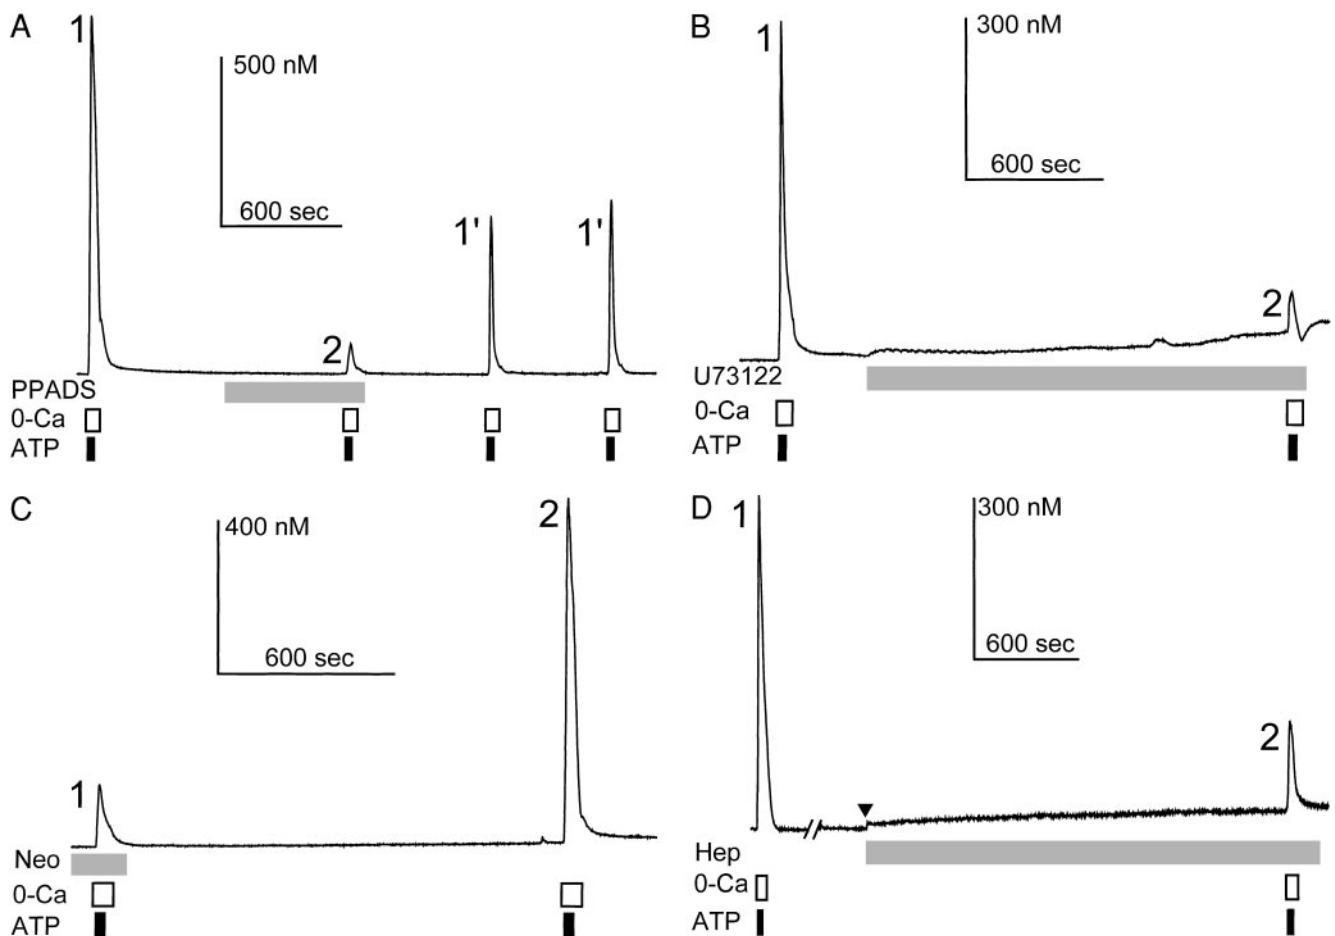 A
1
500 nM
600 sec
2
1'
1'
PPADS
0-Ca
ATP
B
1
300 nM
600 sec
2
U73122
0-Ca
ATP
C
1
400 nM
600 sec
2
Neo
0-Ca
ATP
D
1
300 nM
600 sec
2
Hep
0-Ca
ATP